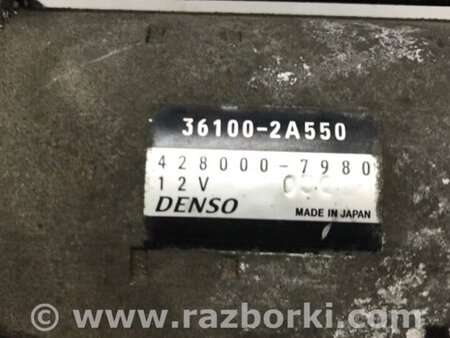 36100-2A550
428000-7980
12V
DENSO MADE IN JAPAN
© www.razborki.com